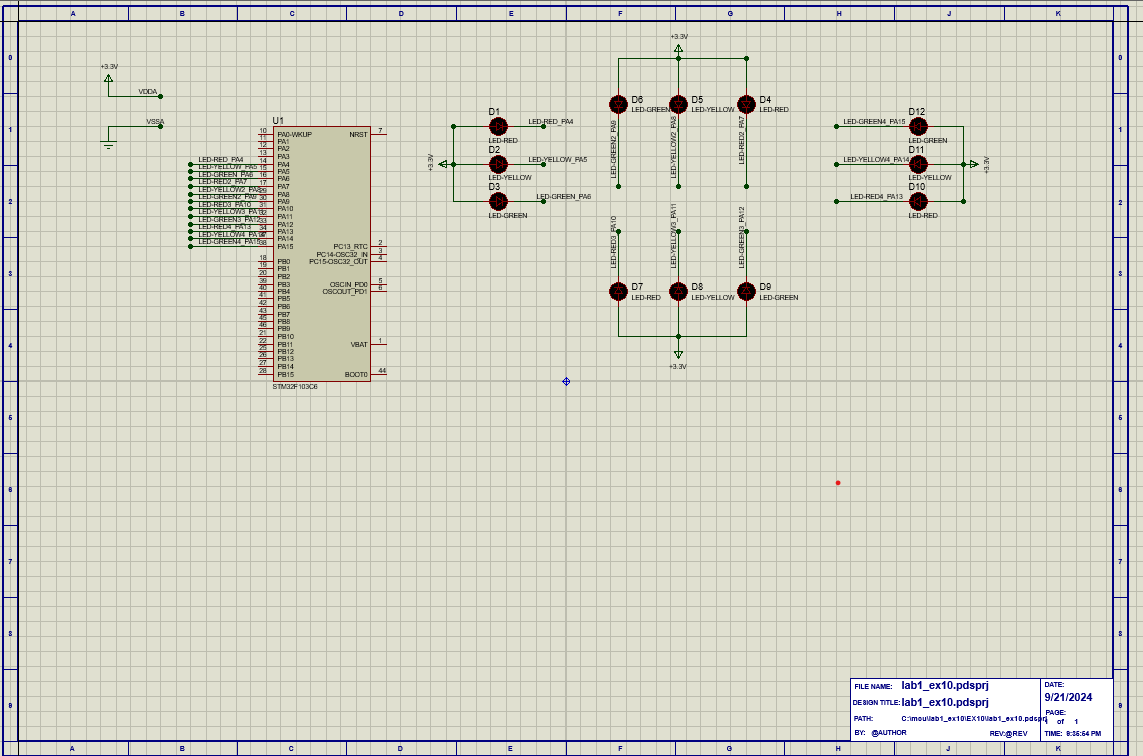 A B C D E F G H J K
0
1
2
3
4
5
6
7
8
9
+3.3V
VDDA
VSSA
U1
10 PA0-WKUP
11 PA1
12 PA2
13 PA3
LED-RED_PA4 14 PA4
LED-YELLOW_PA5 15 PA5
LED-GREEN_PA6 16 PA6
LED-RED2_PA7 17 PA7
LED-YELLOW2_PA8 29 PA8
LED-GREEN2_PA9 30 PA9
LED-RED3_PA10 31 PA10
LED-YELLOW3_PA11 32 PA11
LED-GREEN3_PA12 33 PA12
LED-RED4_PA13 34 PA13
LED-YELLOW4_PA14 37 PA14
LED-GREEN4_PA15 38 PA15
18 PB0
19 PB1
20 PB2
39 PB3
40 PB4
41 PB5
42 PB6
43 PB7
45 PB8
46 PB9
21 PB10
22 PB11
25 PB12
26 PB13
27 PB14
28 PB15
NRST 7
PC13_RTC 2
PC14-OSC32_IN 3
PC15-OSC32_OUT 4
OSCIN_PD0 5
OSCOUT_PD1 6
VBAT 1
BOOT0 44
STM32F103C6
+3.3V
D1
LED-RED
LED-RED_PA4
D2
LED-YELLOW
LED-YELLOW_PA5
D3
LED-GREEN
LED-GREEN_PA6
+3.3V
D6
LED-GREEN
D5
LED-YELLOW
D4
LED-RED
LED-GREEN2_PA9
LED-YELLOW2_PA8
LED-RED2_PA7
LED-RED3_PA10
LED-YELLOW3_PA11
LED-GREEN3_PA12
D7
LED-RED
D8
LED-YELLOW
D9
LED-GREEN
+3.3V
D12
LED-GREEN4_PA15
LED-GREEN
D11
LED-YELLOW4_PA14
LED-YELLOW
D10
LED-RED4_PA13
LED-RED
+3.3V
0
1
2
3
4
5
6
7
8
9
FILE NAME: lab1_ex10.pdsprj
DESIGN TITLE: lab1_ex10.pdsprj
PATH: C:\mou\lab1_ex10\EX10\lab1_ex10.pdsprj
BY: @AUTHOR REV:@REV
DATE:
9/21/2024
PAGE:
1 of 1
TIME: 9:35:54 PM
A B C D E F G H J K